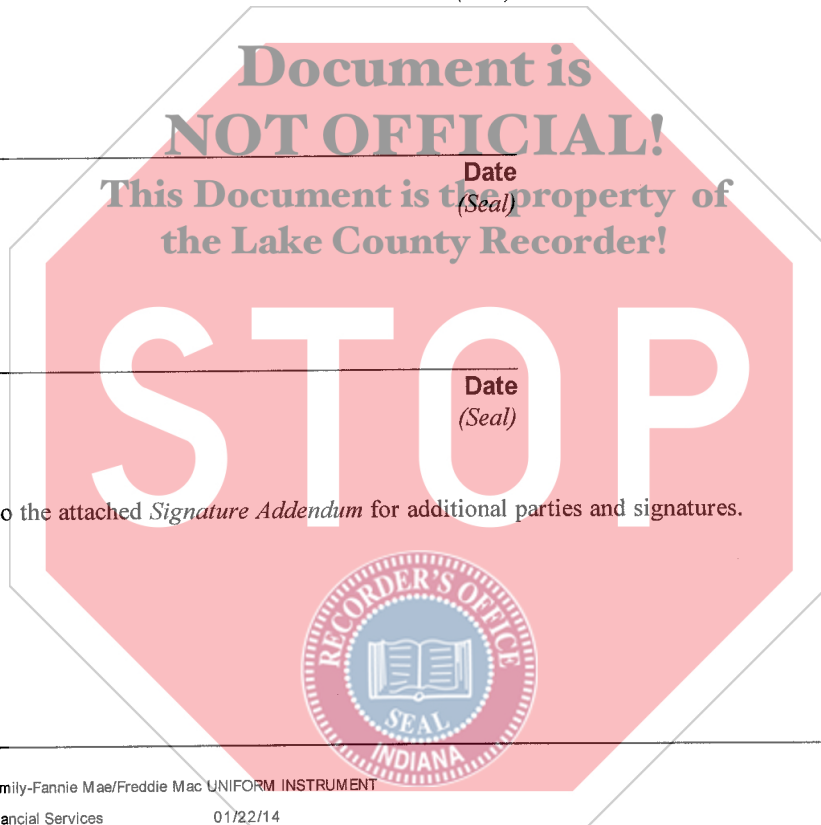 Document is
NOT OFFICIAL!
Date
This Document is the property of
(Seal)
the Lake County Recorder!
STOP
Date
(Seal)
o the attached Signature Addendum for additional parties and signatures.
RECORDER'S OFFICE
SEAL
INDIANA
mily-Fannie Mae/Freddie Mac UNIFORM INSTRUMENT
ancial Services 01/22/14